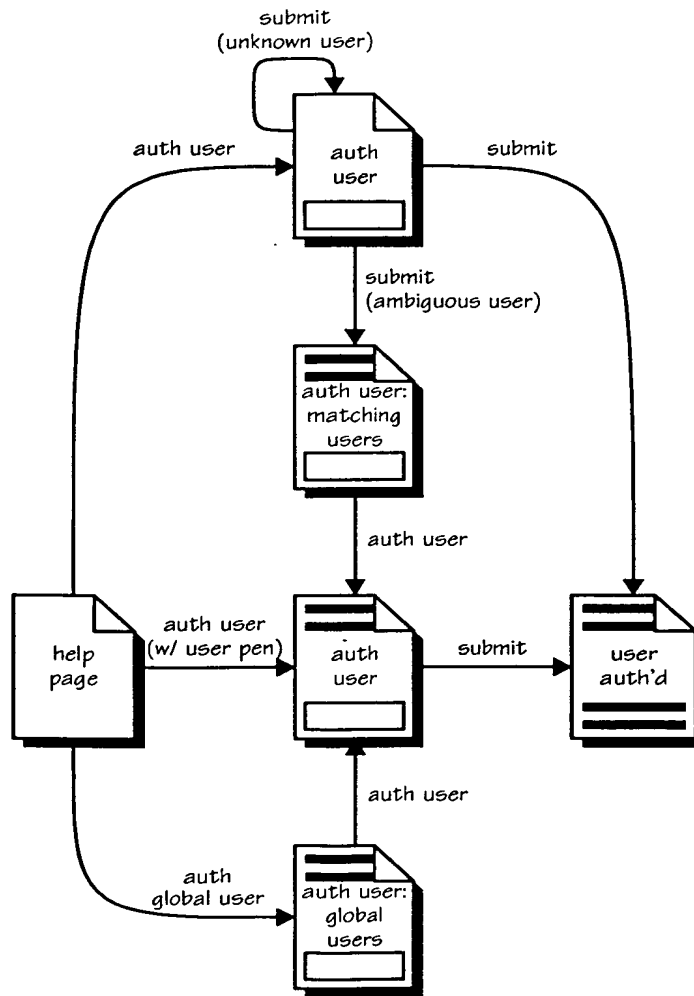 submit
(unknown user)
auth user
auth
user
submit
submit
(ambiguous user)
auth user:
matching
users
auth user
help
page
auth user
(w/ user pen)
auth
user
submit
user
auth'd
auth user
auth
global user
auth user:
global
users